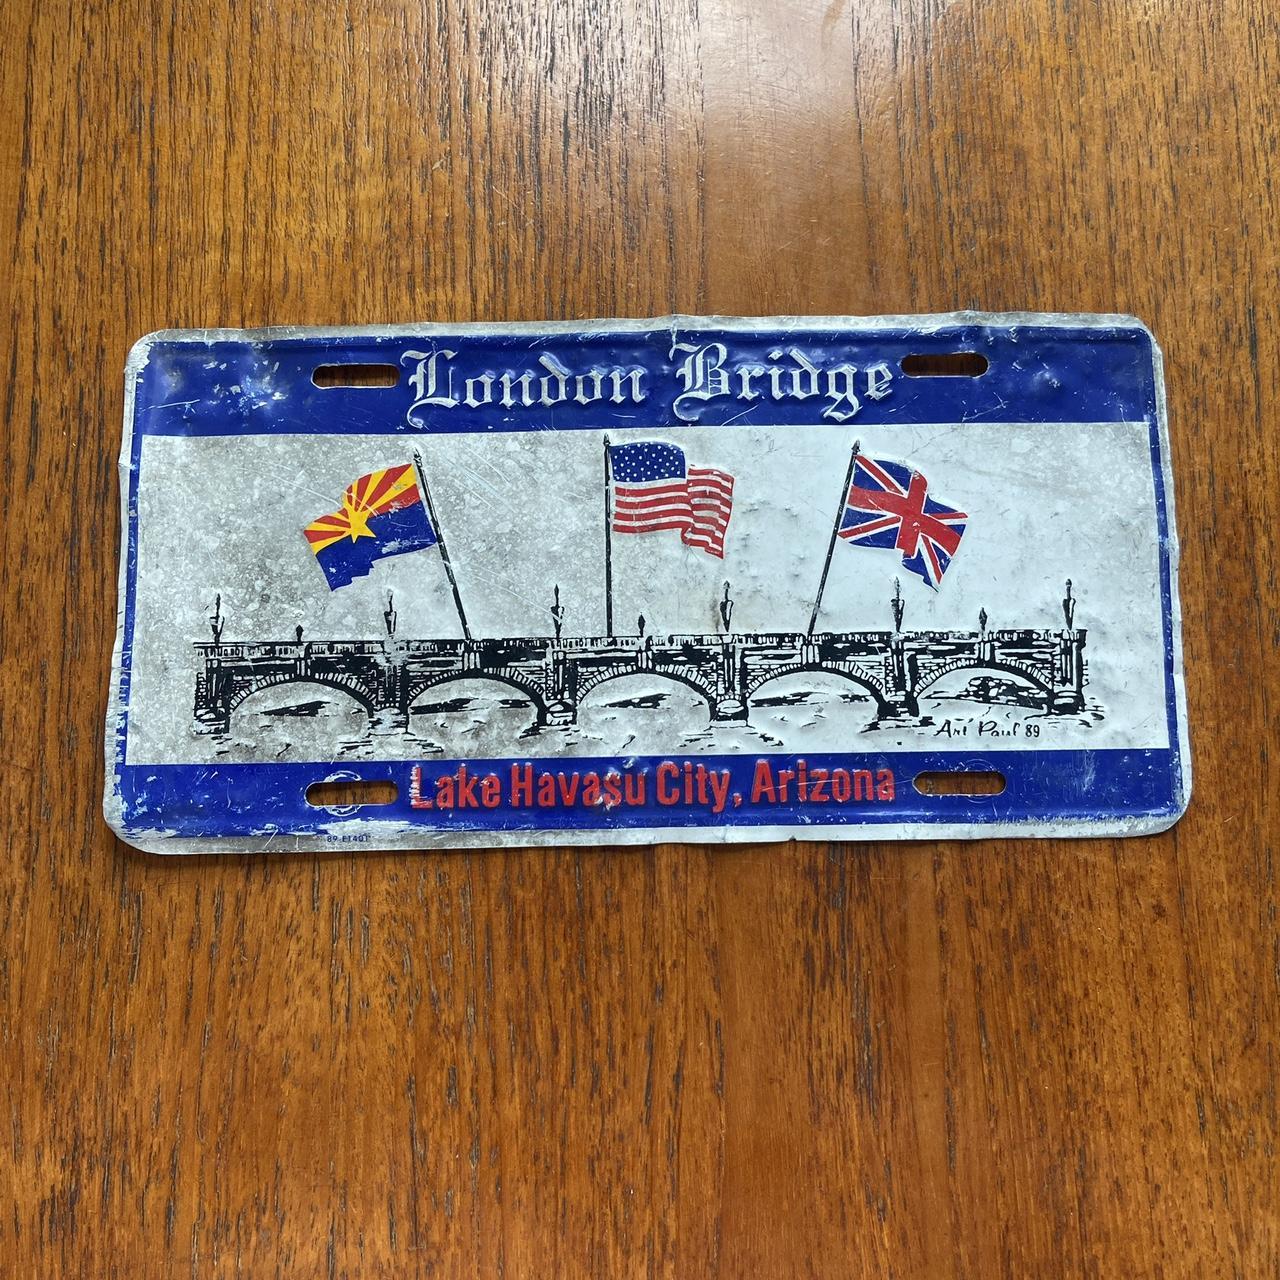 London Bridge
Art Paul 89
Lake Havasu City, Arizona